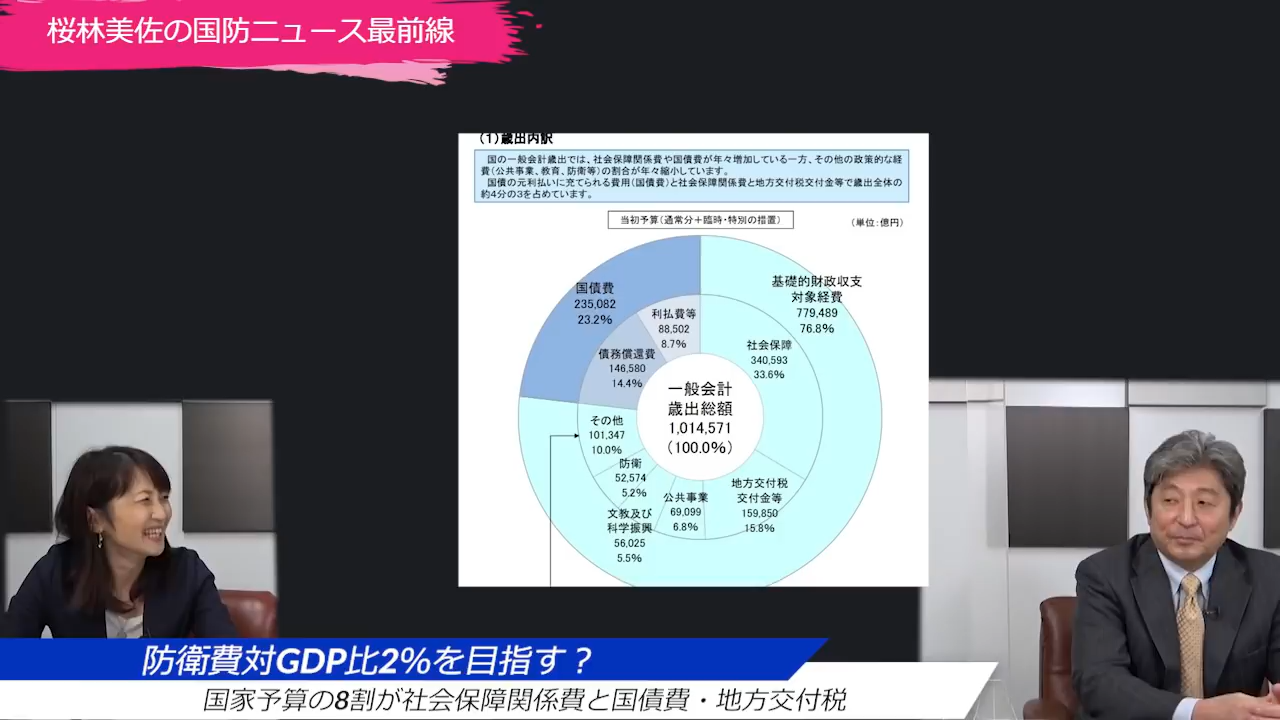 桜林美佐の国防ニュース最前線
(1)歳出内訳
国の一般会計歳出では、社会保障関係費や国債費が年々増加している一方、その他の政策的な経
費(公共事業、教育、防衛等)の割合が年々縮小しています。
国債の元利払いに充てられる費用(国債費)と社会保障関係費と地方交付税交付金等で歳出全体の
約4分の3を占めています。
当初予算(通常分+臨時・特別の措置)
(単位:億円)
国債費
235,082
23.2%
利払費等
88,502
8.7%
債務償還費
146,580
14.4%
基礎的財政収支
対象経費
779,489
76.8%
社会保障
340,593
33.6%
一般会計
歳出総額
1,014,571
(100.0%)
その他
101,347
10.0%
防衛
52,574
5.2%
文教及び
科学振興
56,025
5.5%
公共事業
69,099
6.8%
地方交付税
交付金等
159,850
15.8%
防衛費対GDP比2%を目指す?
国家予算の8割が社会保障関係費と国債費・地方交付税